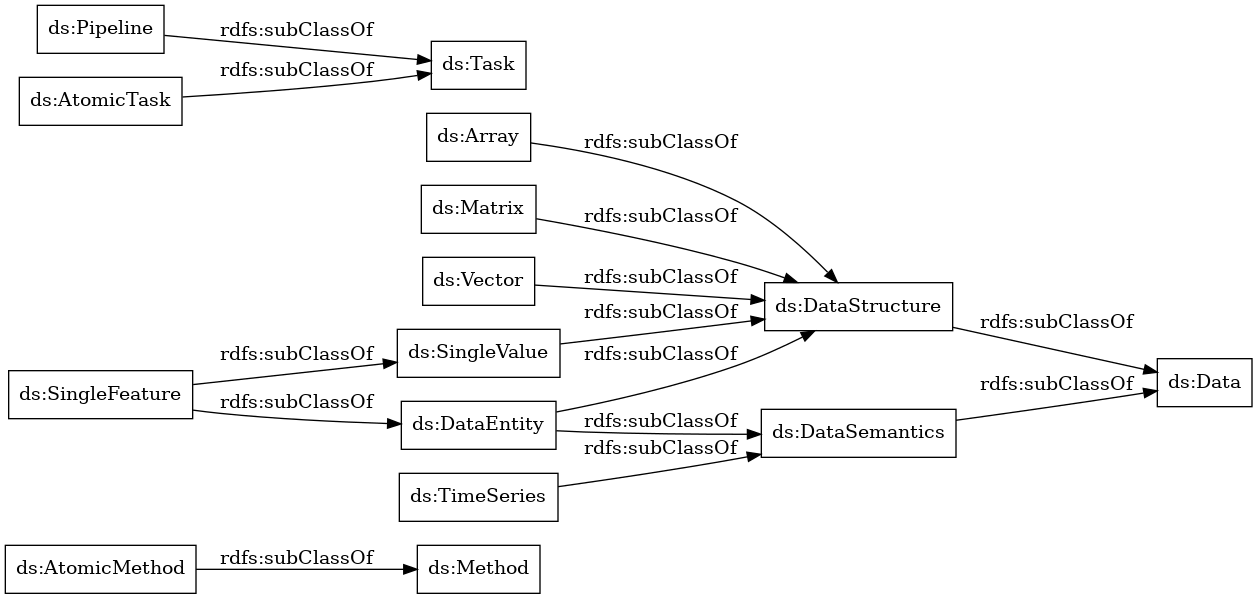 ds:Pipeline
rdfs:subClassOf
ds:Task
rdfs:subClassOf
ds:AtomicTask
ds:Array
rdfs:subClassOf
ds:Matrix
rdfs:subClassOf
ds:Vector
rdfs:subClassOf
ds:DataStructure
rdfs:subClassOf
rdfs:subClassOf
ds:SingleValue
rdfs:subClassOf
rdfs:subClassOf
ds:SingleFeature
rdfs:subClassOf
ds:Data
rdfs:subClassOf
ds:DataEntity
rdfs:subClassOf
ds:DataSemantics
rdfs:subClassOf
ds:TimeSeries
ds:AtomicMethod
rdfs:subClassOf
ds:Method